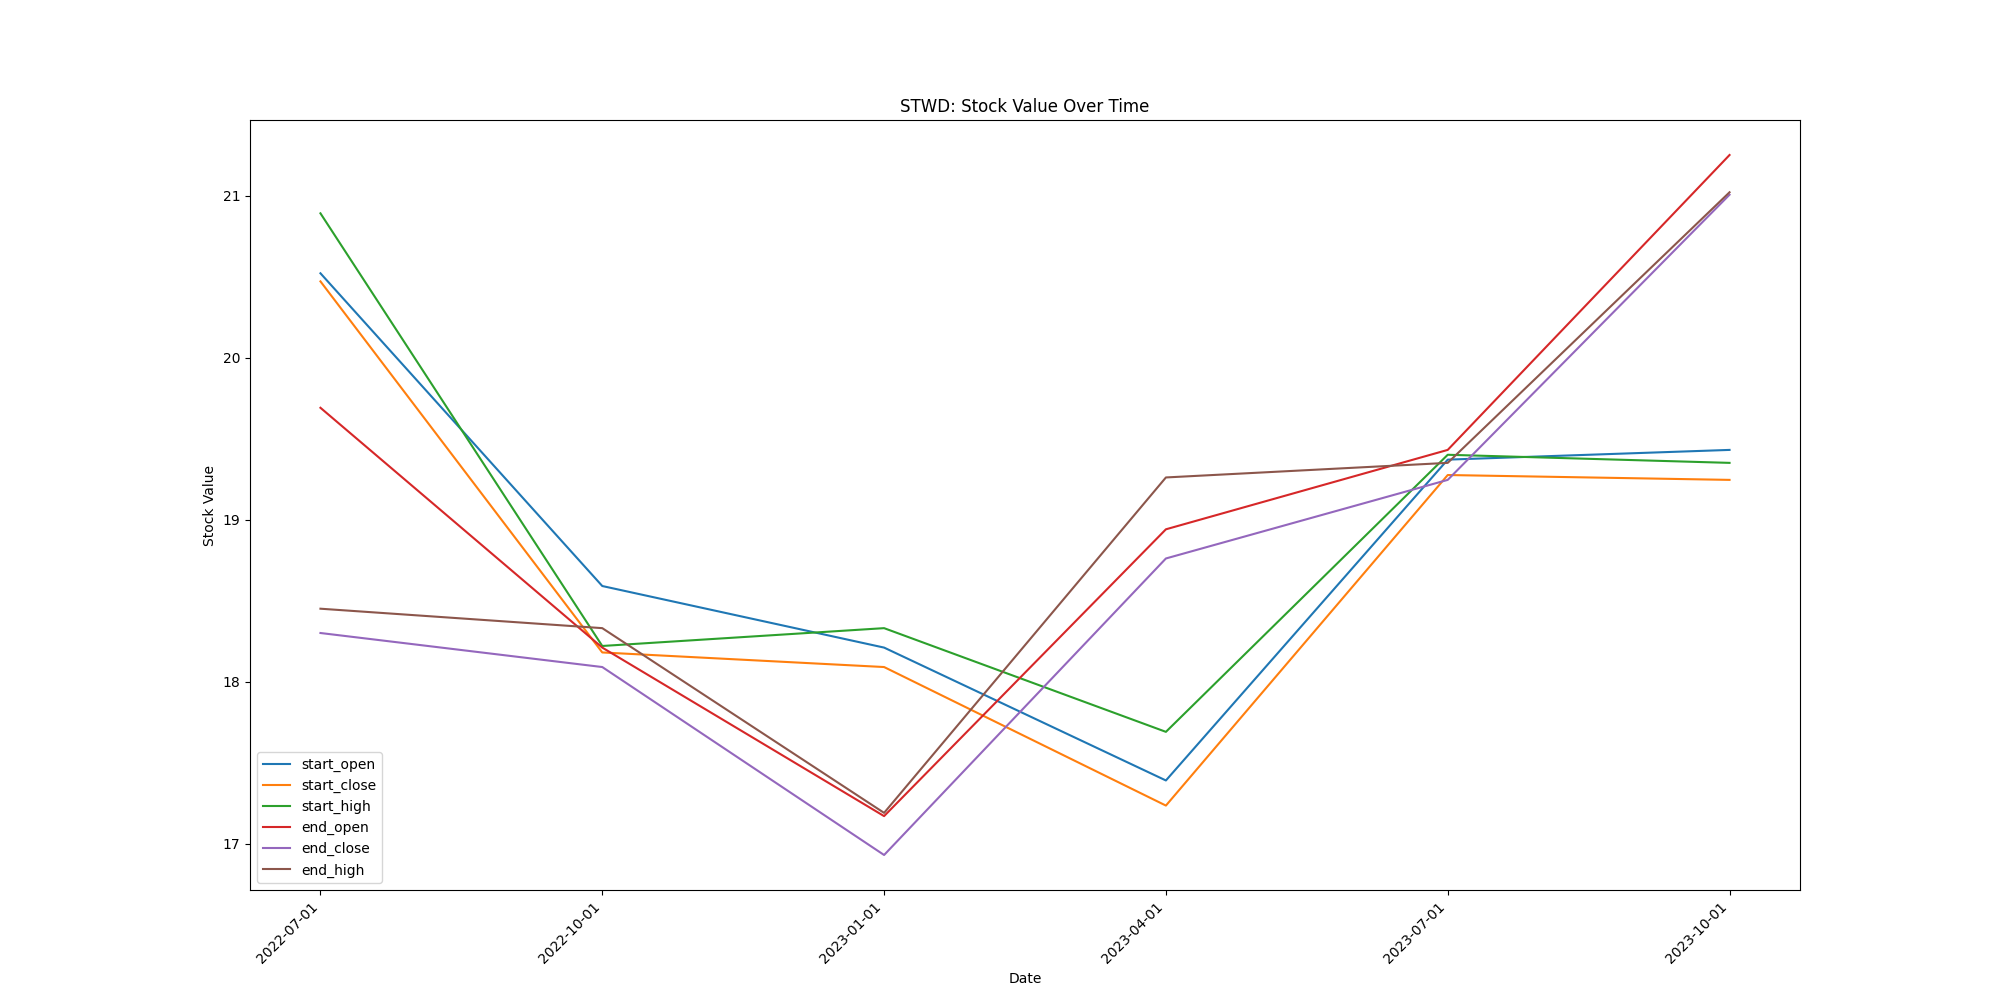 STWD: Stock Value Over Time
Stock Value
21
20
19
18
17
start_open
start_close
start_high
end_open
end_close
end_high
2022-07-01
2022-10-01
2023-01-01
2023-04-01
2023-07-01
2023-10-01
Date